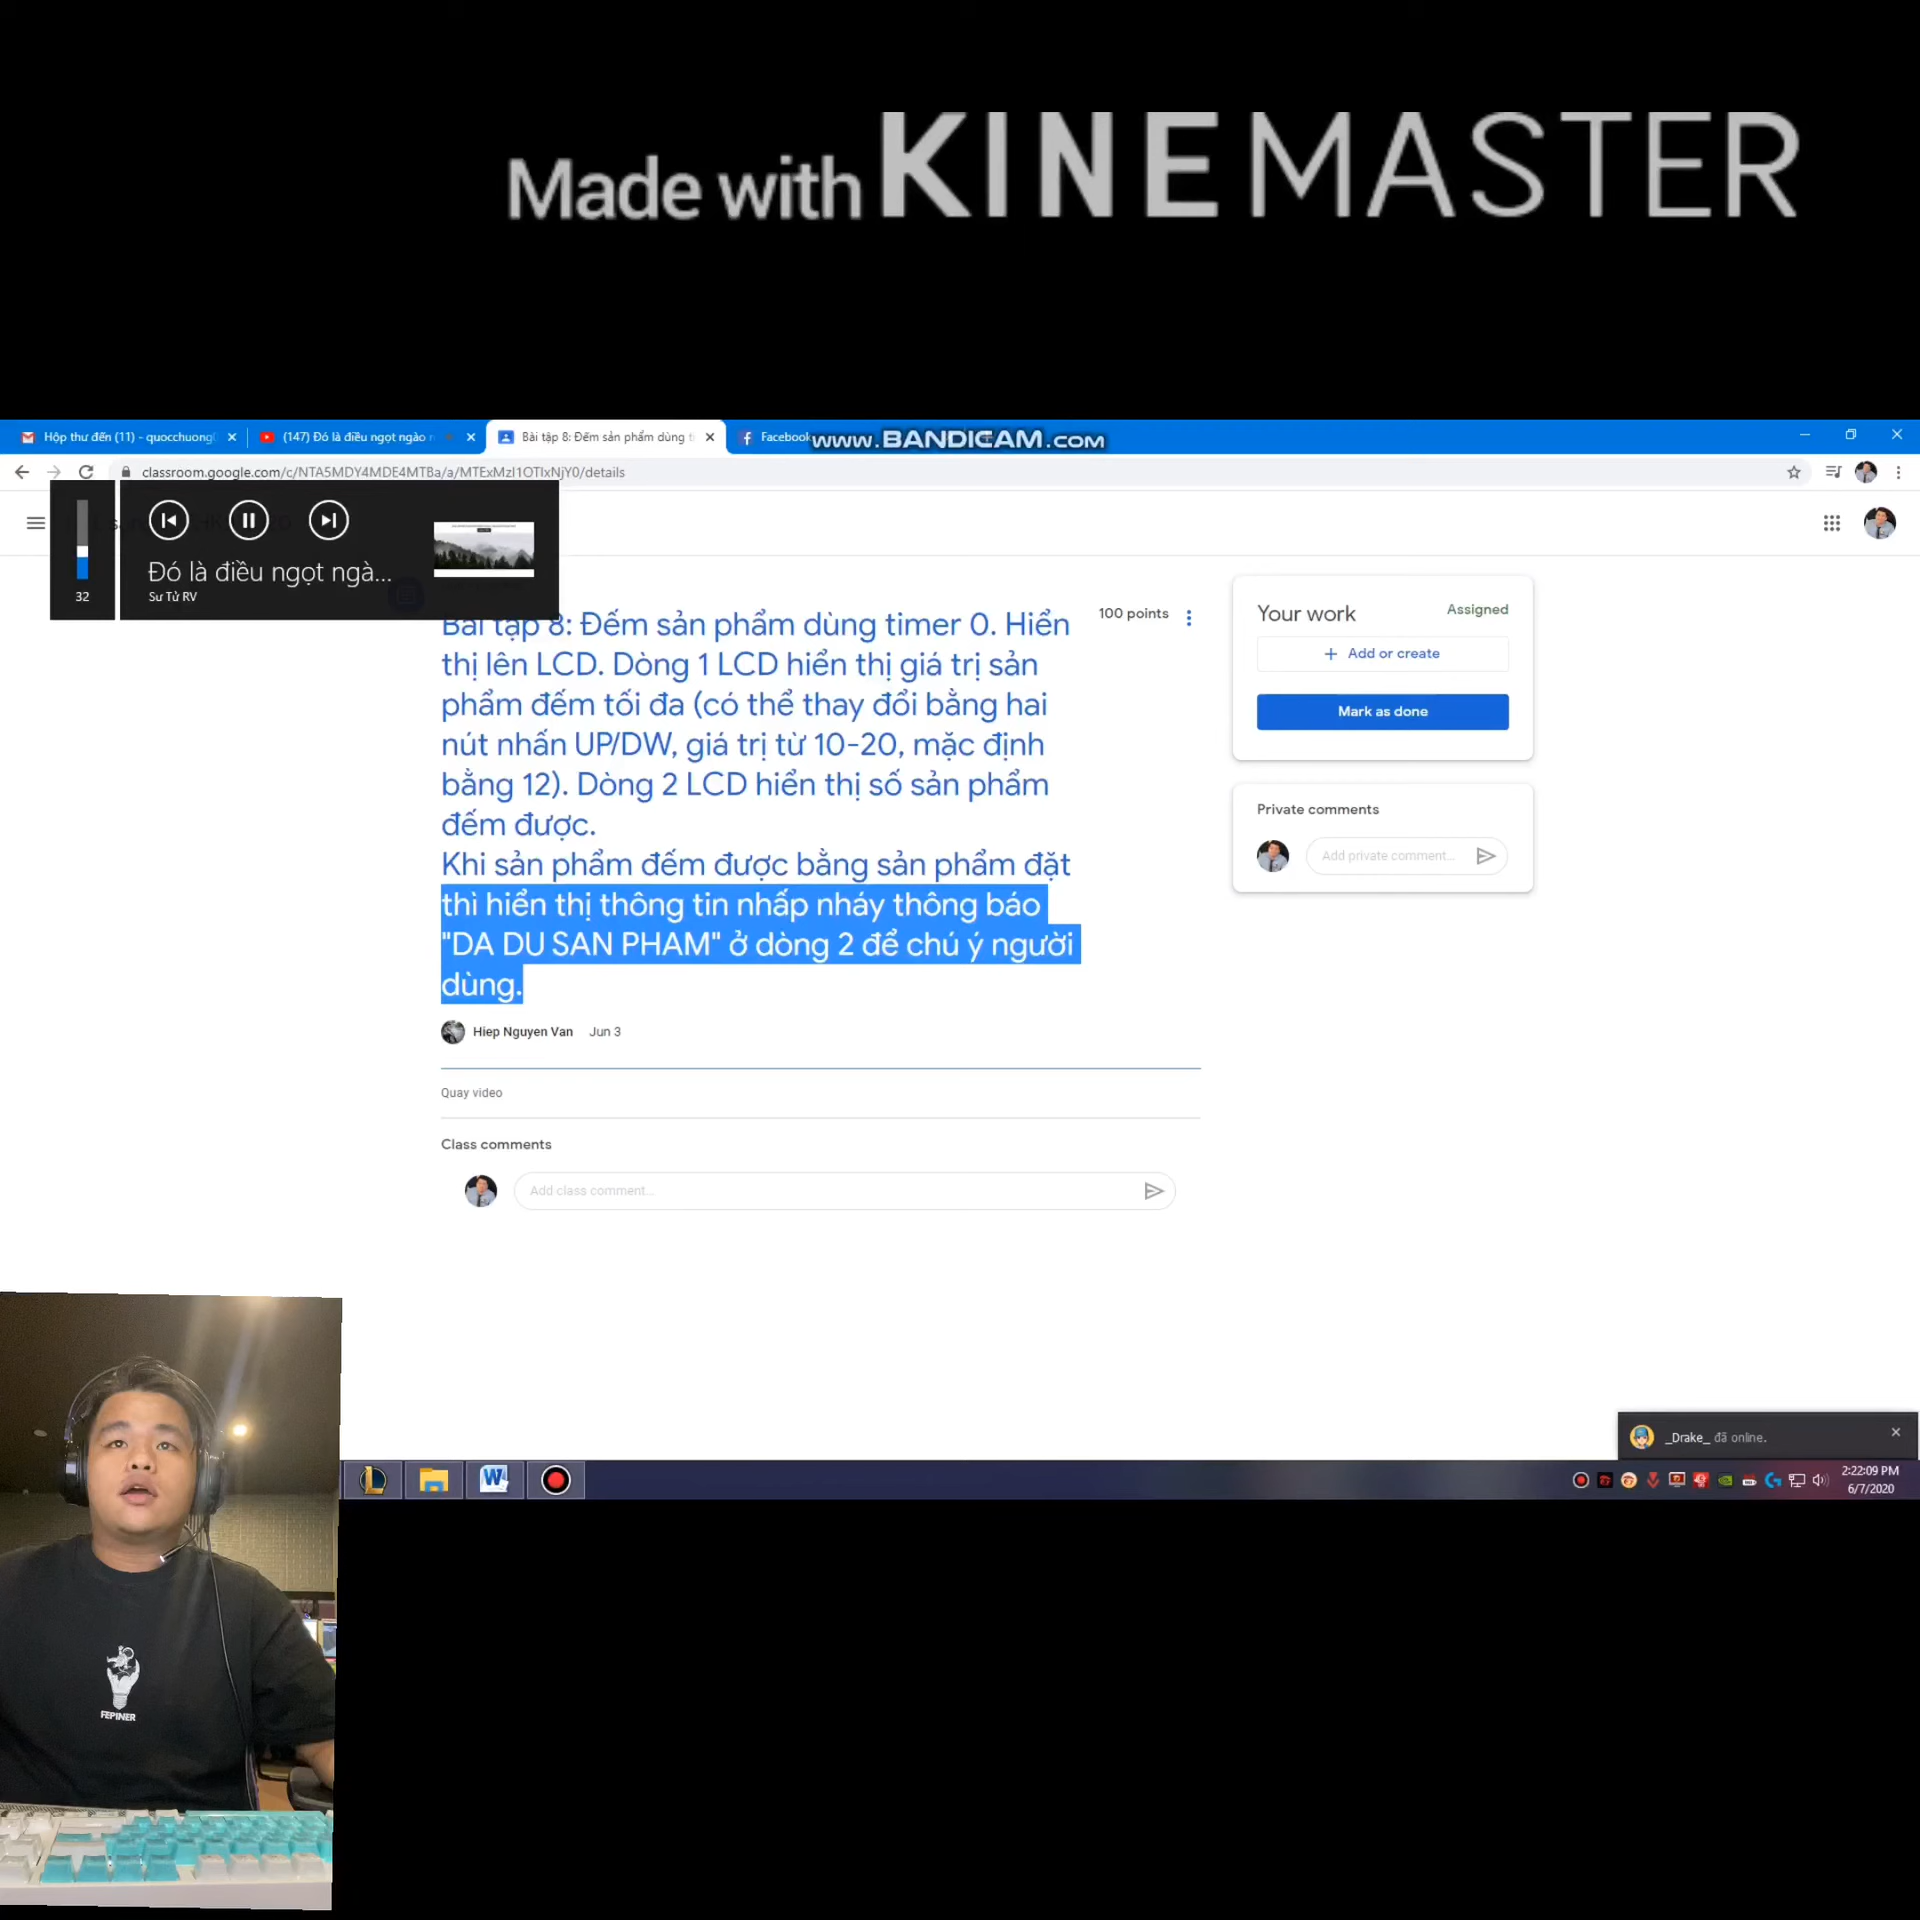 Made with KINEMASTER
Hộp thư đến (11) - quocchuong
(147) Đó là điều ngọt ngào
Bài tập 8: Đếm sản phẩm dùng
Facebook
www.BANDICAM.com
classroom.google.com/c/NTA5MDY4MDE4MTBa/a/MTExMzI1OTIxNjY0/details
32
Đó là điều ngọt ngà...
Sư Tử RV
Bài tập 8: Đếm sản phẩm dùng timer 0. Hiển
thị lên LCD. Dòng 1 LCD hiển thị giá trị sản
phẩm đếm tối đa (có thể thay đổi bằng hai
nút nhấn UP/DW, giá trị từ 10-20, mặc định
bằng 12). Dòng 2 LCD hiển thị số sản phẩm
đếm được.
Khi sản phẩm đếm được bằng sản phẩm đặt
thì hiển thị thông tin nhấp nháy thông báo
"DA DU SAN PHAM" ở dòng 2 để chú ý người
dùng.
100 points
Hiep Nguyen Van Jun 3
Quay video
Class comments
Add class comment...
Your work
Assigned
+ Add or create
Mark as done
Private comments
Add private comment...
_Drake_ đã online.
2:22:09 PM
6/7/2020
FEPINER